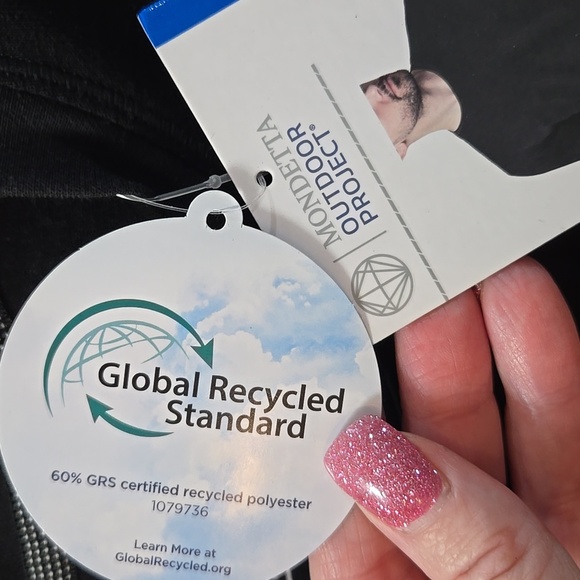 MONDETTA
OUTDOOR
PROJECT®
Global Recycled
Standard
60% GRS certified recycled polyester
1079736
Learn More at
GlobalRecycled.org